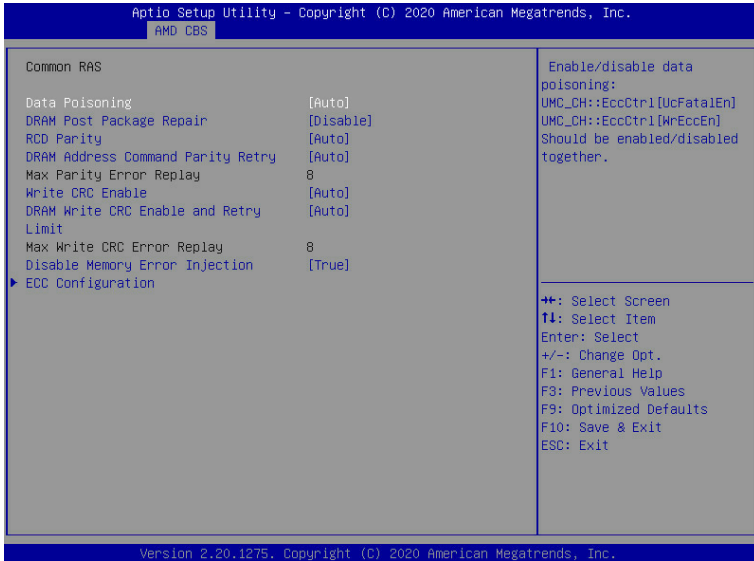 Aptio Setup Utility – Copyright (C) 2020 American Megatrends, Inc.
AMD CBS
Common RAS
Data Poisoning [Auto]
DRAM Post Package Repair [Disable]
RCD Parity [Auto]
DRAM Address Command Parity Retry [Auto]
Max Parity Error Replay 8
Write CRC Enable [Auto]
DRAM Write CRC Enable and Retry [Auto]
Limit
Max Write CRC Error Replay 8
Disable Memory Error Injection [True]
ECC Configuration
Enable/disable data
poisoning:
UMC_CH::EccCtrl[UcFatalEn]
UMC_CH::EccCtrl[WrEccEn]
Should be enabled/disabled
together.
→←: Select Screen
↑↓: Select Item
Enter: Select
+/-: Change Opt.
F1: General Help
F3: Previous Values
F9: Optimized Defaults
F10: Save & Exit
ESC: Exit
Version 2.20.1275. Copyright (C) 2020 American Megatrends, Inc.